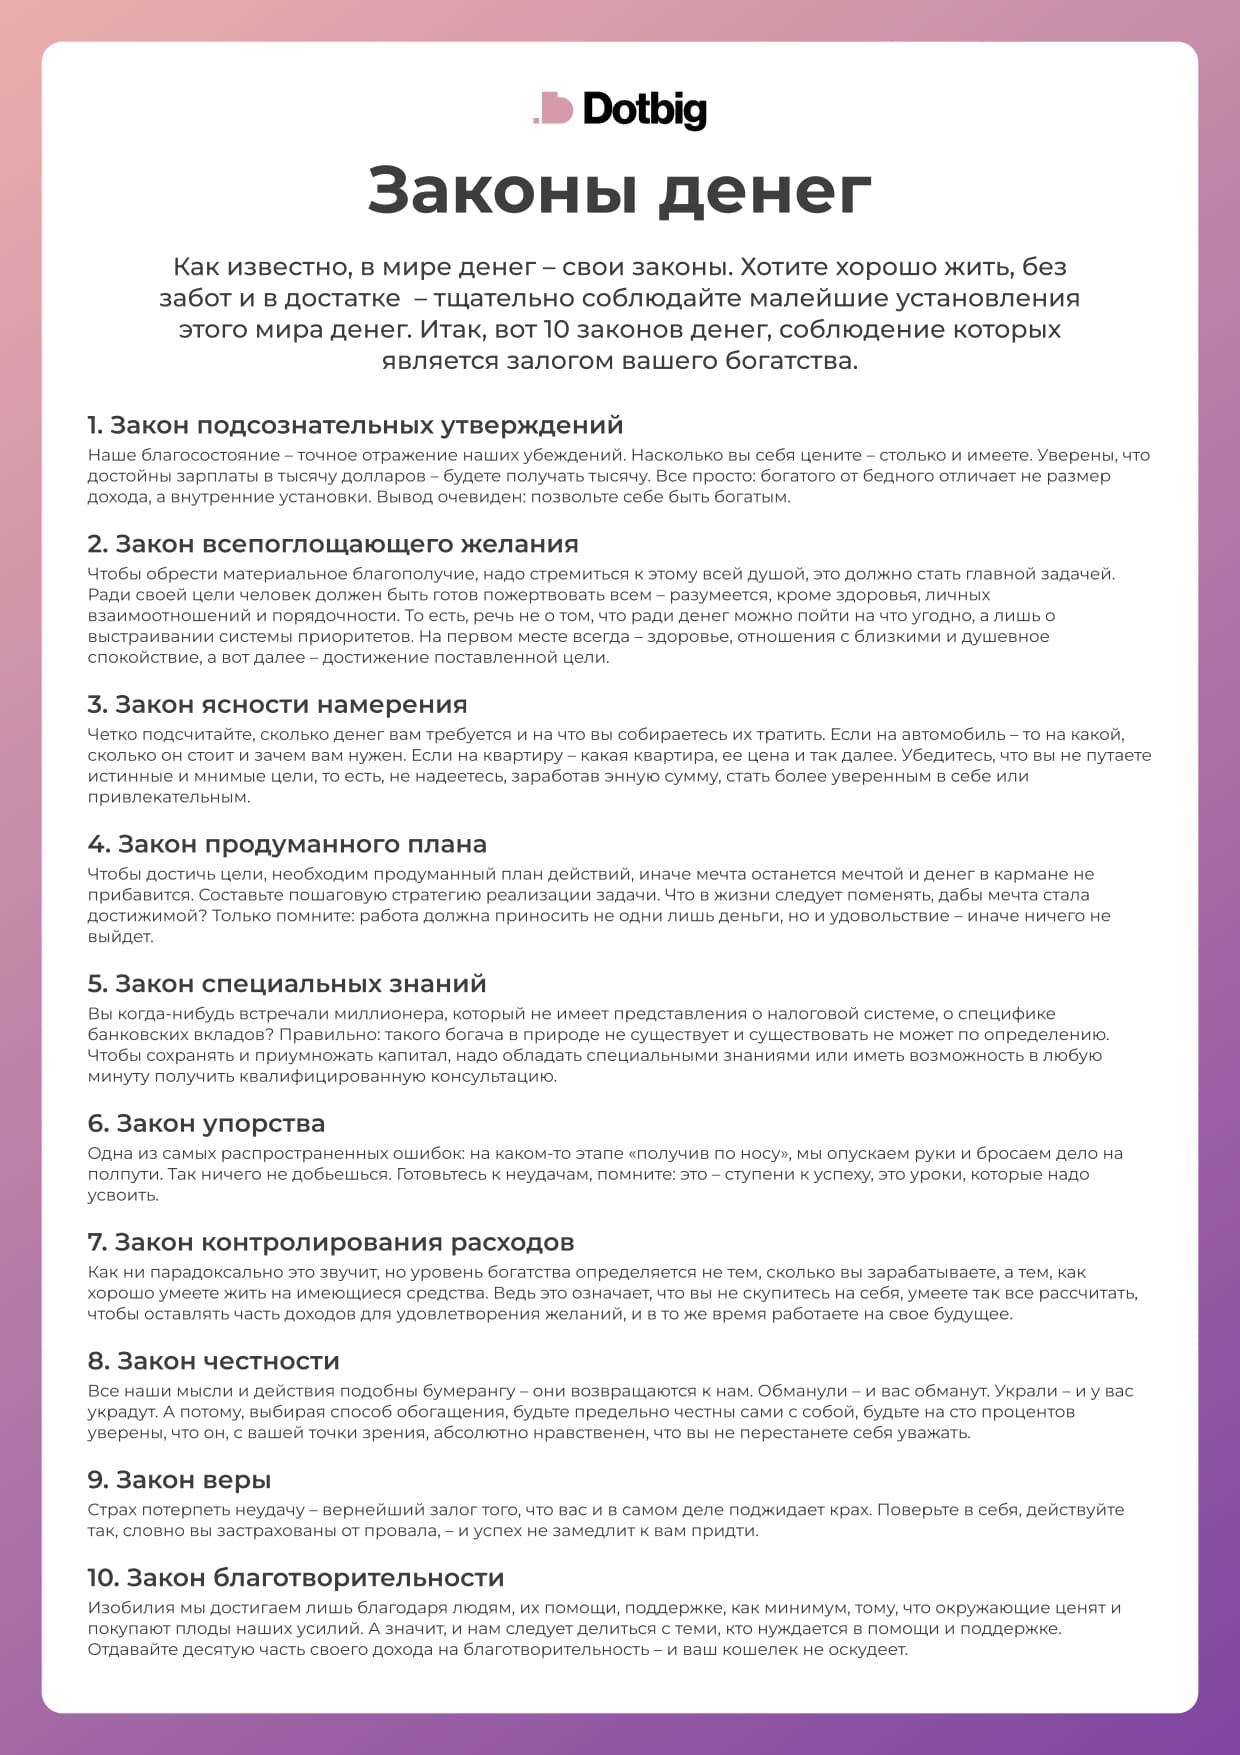 Dotbig
Законы денег
Как известно, в мире денег – свои законы. Хотите хорошо жить, без
забот и в достатке – тщательно соблюдайте малейшие установления
этого мира денег. Итак, вот 10 законов денег, соблюдение которых
является залогом вашего богатства.
1. Закон подсознательных утверждений
Наше благосостояние – точное отражение наших убеждений. Насколько вы себя цените – столько и имеете. Уверены, что
достойны зарплаты в тысячу долларов – будете получать тысячу. Все просто: богатого от бедного отличает не размер
дохода, а внутренние установки. Вывод очевиден: позвольте себе быть богатым.
2. Закон всепоглощающего желания
Чтобы обрести материальное благополучие, надо стремиться к этому всей душой, это должно стать главной задачей.
Ради своей цели человек должен быть готов пожертвовать всем – разумеется, кроме здоровья, личных
взаимоотношений и порядочности. То есть, речь не о том, что ради денег можно пойти на что угодно, а лишь о
выстраивании системы приоритетов. На первом месте всегда – здоровье, отношения с близкими и душевное
спокойствие, а вот далее – достижение поставленной цели.
3. Закон ясности намерения
Четко подсчитайте, сколько денег вам требуется и на что вы собираетесь их тратить. Если на автомобиль – то на какой,
сколько он стоит и зачем вам нужен. Если на квартиру – какая квартира, ее цена и так далее. Убедитесь, что вы не путаете
истинные и мнимые цели, то есть, не надеетесь, заработав энную сумму, стать более уверенным в себе или
привлекательным.
4. Закон продуманного плана
Чтобы достичь цели, необходим продуманный план действий, иначе мечта останется мечтой и денег в кармане не
прибавится. Составьте пошаговую стратегию реализации задачи. Что в жизни следует поменять, дабы мечта стала
достижимой? Только помните: работа должна приносить не одни лишь деньги, но и удовольствие – иначе ничего не
выйдет.
5. Закон специальных знаний
Вы когда-нибудь встречали миллионера, который не имеет представления о налоговой системе, о специфике
банковских вкладов? Правильно: такого богача в природе не существует и существовать не может по определению.
Чтобы сохранять и приумножать капитал, надо обладать специальными знаниями или иметь возможность в любую
минуту получить квалифицированную консультацию.
6. Закон упорства
Одна из самых распространенных ошибок: на каком-то этапе «получив по носу», мы опускаем руки и бросаем дело на
полпути. Так ничего не добьешься. Готовьтесь к неудачам, помните: это – ступени к успеху, это уроки, которые надо
усвоить.
7. Закон контролирования расходов
Как ни парадоксально это звучит, но уровень богатства определяется не тем, сколько вы зарабатываете, а тем, как
хорошо умеете жить на имеющиеся средства. Ведь это означает, что вы не скупитесь на себя, умеете так все рассчитать,
чтобы оставлять часть доходов для удовлетворения желаний, и в то же время работаете на свое будущее.
8. Закон честности
Все наши мысли и действия подобны бумерангу – они возвращаются к нам. Обманули – и вас обманут. Украли – и у вас
украдут. А потому, выбирая способ обогащения, будьте предельно честны сами с собой, будьте на сто процентов
уверены, что он, с вашей точки зрения, абсолютно нравственен, что вы не перестанете себя уважать.
9. Закон веры
Страх потерпеть неудачу – вернейший залог того, что вас и в самом деле поджидает крах. Поверьте в себя, действуйте
так, словно вы застрахованы от провала, – и успех не замедлит к вам придти.
10. Закон благотворительности
Изобилия мы достигаем лишь благодаря людям, их помощи, поддержке, как минимум, тому, что окружающие ценят и
покупают плоды наших усилий. А значит, и нам следует делиться с теми, кто нуждается в помощи и поддержке.
Отдавайте десятую часть своего дохода на благотворительность – и ваш кошелек не оскудеет.